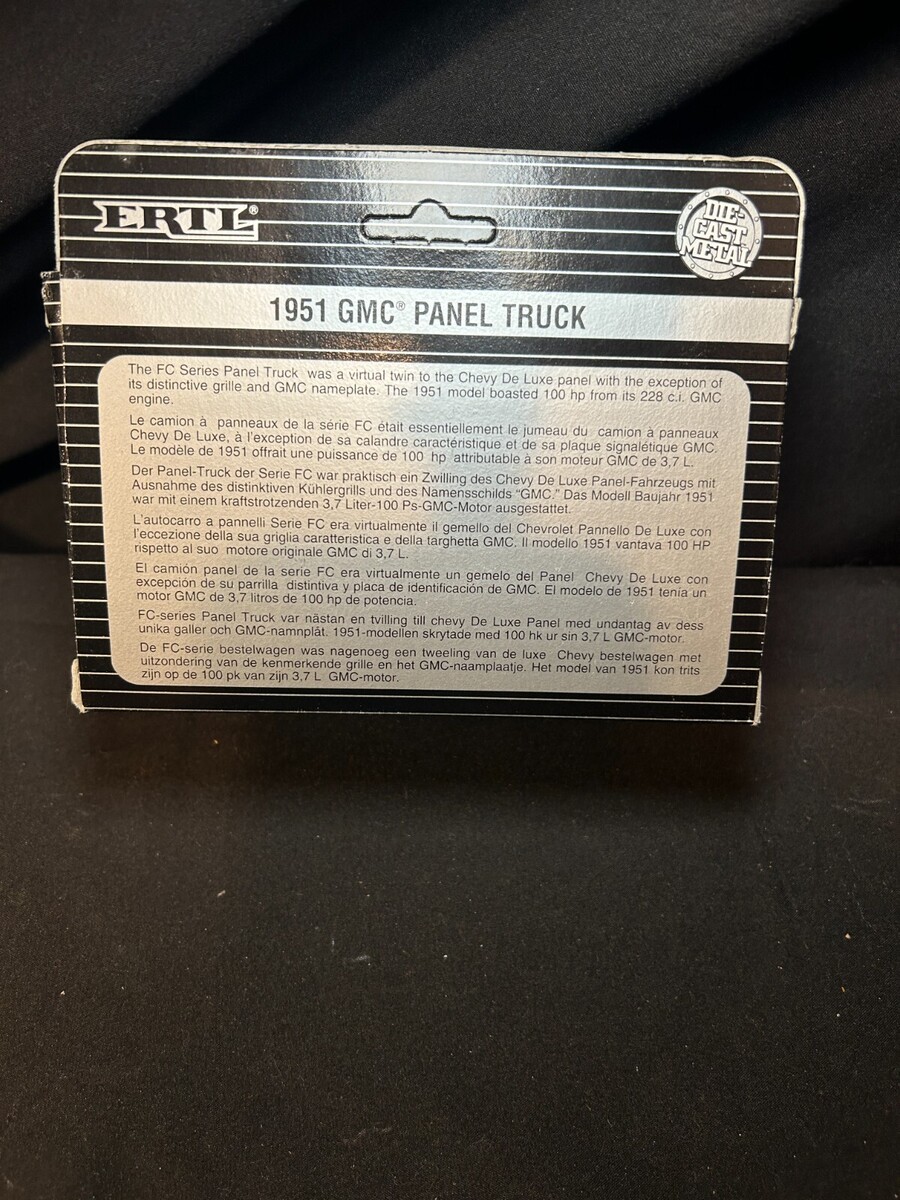 ERTL®
DIE-
CAST
METAL
1951 GMC® PANEL TRUCK
The FC Series Panel Truck was a virtual twin to the Chevy De Luxe panel with the exception of
its distinctive grille and GMC nameplate. The 1951 model boasted 100 hp from its 228 c.i. GMC
engine.
Le camion à panneaux de la série FC était essentiellement le jumeau du camion à panneaux
Chevy De Luxe, à l'exception de sa calandre caractéristique et de sa plaque signalétique GMC.
Le modèle de 1951 offrait une puissance de 100 hp attributable à son moteur GMC de 3,7 L.
Der Panel-Truck der Serie FC war praktisch ein Zwilling des Chevy De Luxe Panel-Fahrzeugs mit
Ausnahme des distinktiven Kühlergrills und des Namensschilds "GMC." Das Modell Baujahr 1951
war mit einem kraftstrotzenden 3,7 Liter-100 Ps-GMC-Motor ausgestattet.
L'autocarro a pannelli Serie FC era virtualmente il gemello del Chevrolet Pannello De Luxe con
l'eccezione della sua griglia caratteristica e della targhetta GMC. Il modello 1951 vantava 100 HP
rispetto al suo motore originale GMC di 3,7 L.
El camión panel de la serie FC era virtualmente un gemelo del Panel Chevy De Luxe con
excepción de su parrilla distintiva y placa de identificación de GMC. El modelo de 1951 tenía un
motor GMC de 3,7 litros de 100 hp de potencia.
FC-series Panel Truck var nästan en tvilling till chevy De Luxe Panel med undantag av dess
unika galler och GMC-namnplåt. 1951-modellen skrytade med 100 hk ur sin 3,7 L GMC-motor.
De FC-serie bestelwagen was nagenoeg een tweeling van de luxe Chevy bestelwagen met
uitzondering van de kenmerkende grille en het GMC-naamplaatje. Het model van 1951 kon trits
zijn op de 100 pk van zijn 3,7 L GMC-motor.